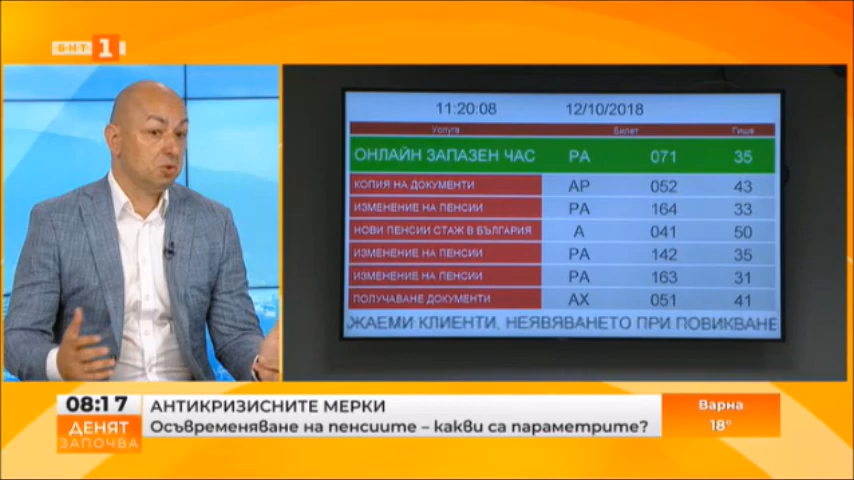 БНТ 1
11:20:08 12/10/2018
Услуга Билет Гише
ОНЛАЙН ЗАПАЗЕН ЧАС РА 071 35
КОПИЯ НА ДОКУМЕНТИ АР 052 43
ИЗМЕНЕНИЕ НА ПЕНСИИ РА 164 33
НОВИ ПЕНСИИ СТАЖ В БЪЛГАРИЯ А 041 50
ИЗМЕНЕНИЕ НА ПЕНСИИ РА 142 35
ИЗМЕНЕНИЕ НА ПЕНСИИ РА 163 31
ПОЛУЧАВАНЕ ДОКУМЕНТИ АХ 051 41
ЖАЕМИ КЛИЕНТИ, НЕЯВЯВАНЕТО ПРИ ПОВИКВАНЕ
08:17 АНТИКРИЗИСНИТЕ МЕРКИ Варна
ДЕНЯТ Осъвременяване на пенсиите – какви са параметрите? 18°
ЗАПОЧВА